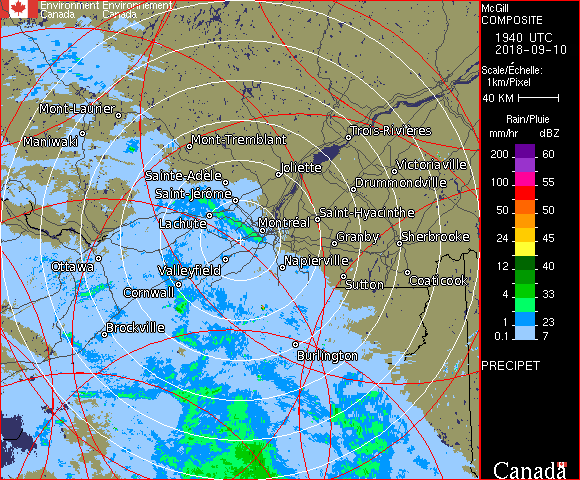 Environment Environnement
Canada Canada
McGill
COMPOSITE
1940 UTC
2018-09-10
Scale/Échelle:
1km/Pixel
40 KM
Rain/Pluie
mm/hr dBZ
200 60
55
100 55
50 50
24 45
12 40
8 39
4 33
1 23
0.1 7
PRECIPET
Canada
Mont-Laurier
Maniwaki
Mont-Tremblant
Trois-Rivières
Joliette
Victoriaville
Sainte-Adèle
Drummondville
Saint-Jérôme
Saint-Hyacinthe
Lachute
Montréal
Granby
Sherbrooke
Ottawa
Valleyfield
Napierville
Sutton
Coaticook
Cornwall
Brockville
Burlington